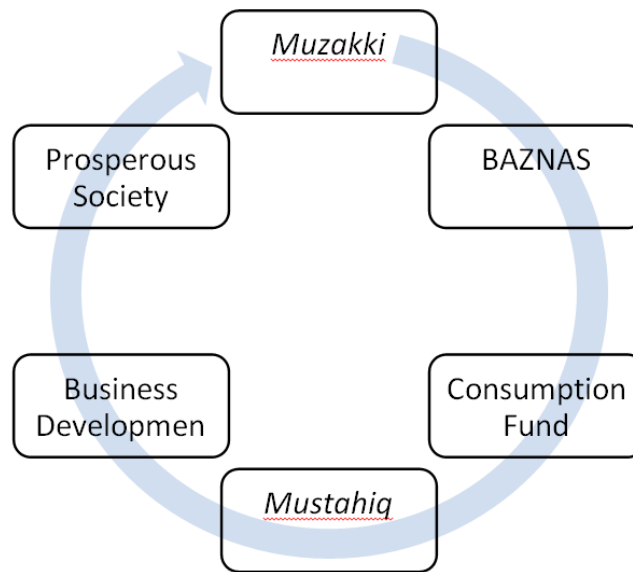 Muzakki
BAZNAS
Consumption
Fund
Mustahiq
Business
Developmen
Prosperous
Society